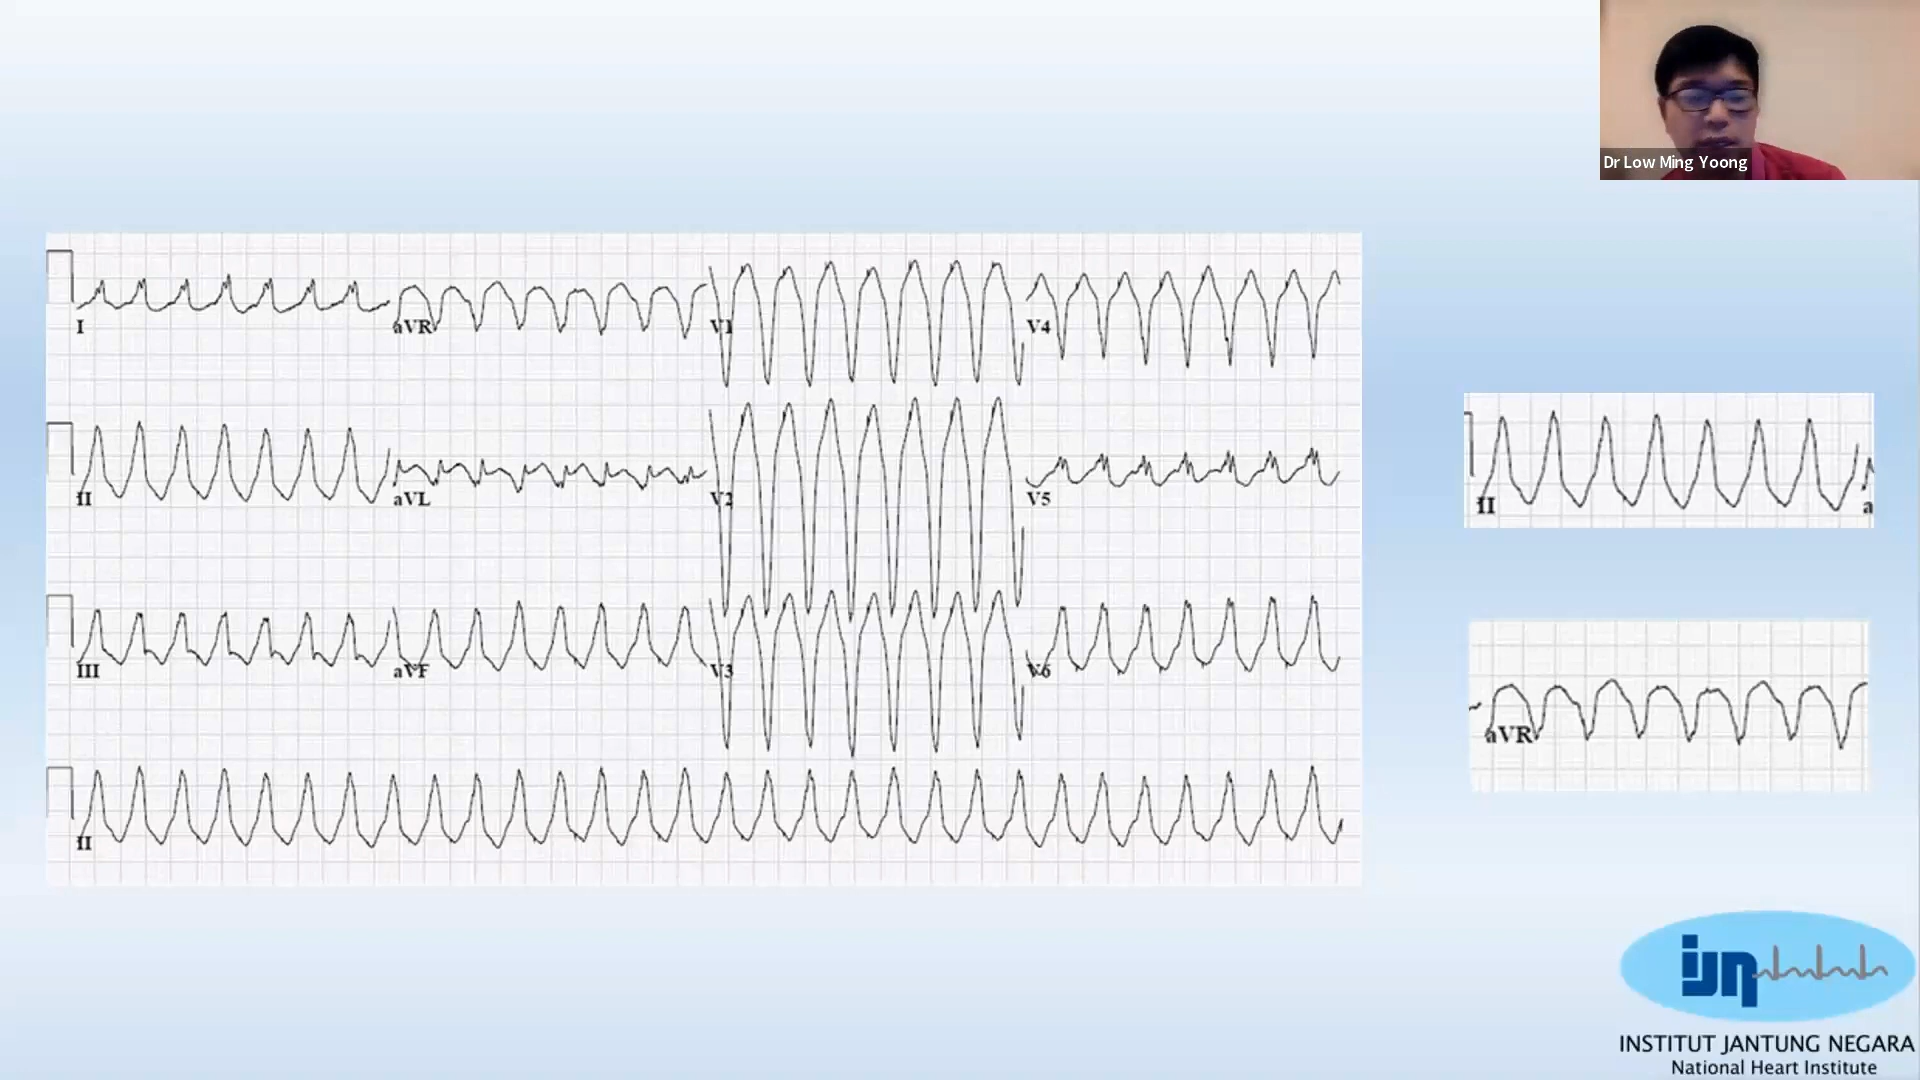 Dr Low Ming Yoong
I
aVR
V1
V4
II
aVL
V2
V5
III
aVF
V3
V6
II
II
a
aVR
ijn
INSTITUT JANTUNG NEGARA
National Heart Institute